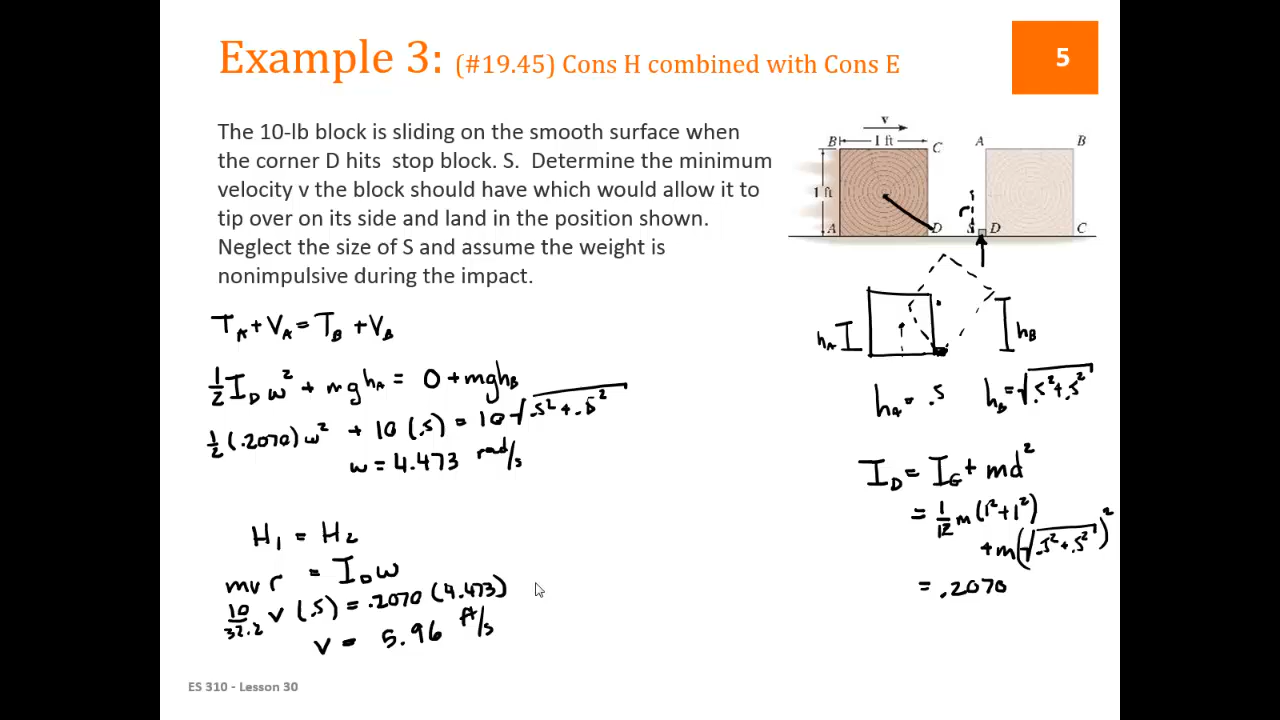 Example 3: (#19.45) Cons H combined with Cons E
5
The 10-lb block is sliding on the smooth surface when
the corner D hits stop block. S. Determine the minimum
velocity v the block should have which would allow it to
tip over on its side and land in the position shown.
Neglect the size of S and assume the weight is
nonimpulsive during the impact.
v
B 1 ft C A B
1 ft
r
A D S D C
h_A h_B
h_A = .5 h_B = √.5² + .5²
T_A + V_A = T_B + V_B
1/2 I_D ω² + mgh_A = 0 + mgh_B
1/2 (.2070) ω² + 10 (.5) = 10 √.5² + .5²
ω = 4.473 rad/s
H₁ = H₂
mv r = I_D ω
10/32.2 v (.5) = .2070 (4.473)
v = 5.96 ft/s
I_D = I_G + md²
= 1/12 m (1² + 1²)
+ m (√.5² + .5²)²
= .2070
ES 310 - Lesson 30